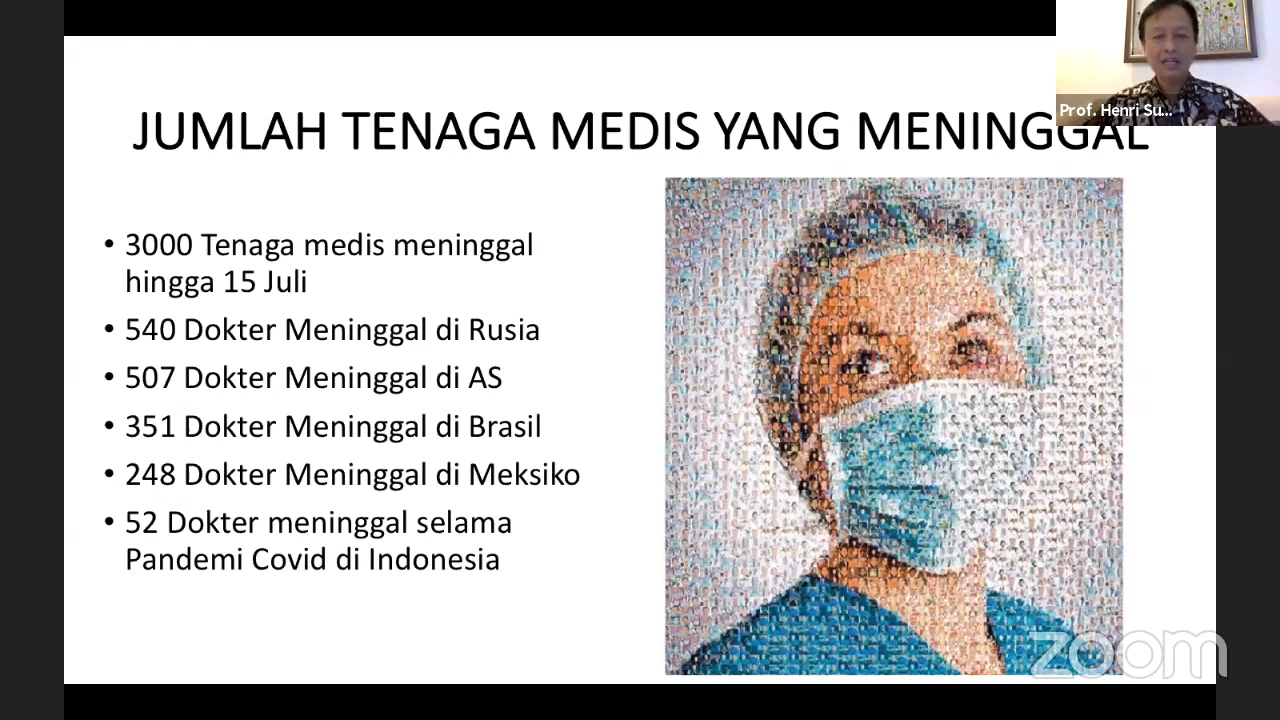 Prof. Henri Su...
JUMLAH TENAGA MEDIS YANG MENINGGAL
• 3000 Tenaga medis meninggal
hingga 15 Juli
• 540 Dokter Meninggal di Rusia
• 507 Dokter Meninggal di AS
• 351 Dokter Meninggal di Brasil
• 248 Dokter Meninggal di Meksiko
• 52 Dokter meninggal selama
Pandemi Covid di Indonesia
zoom